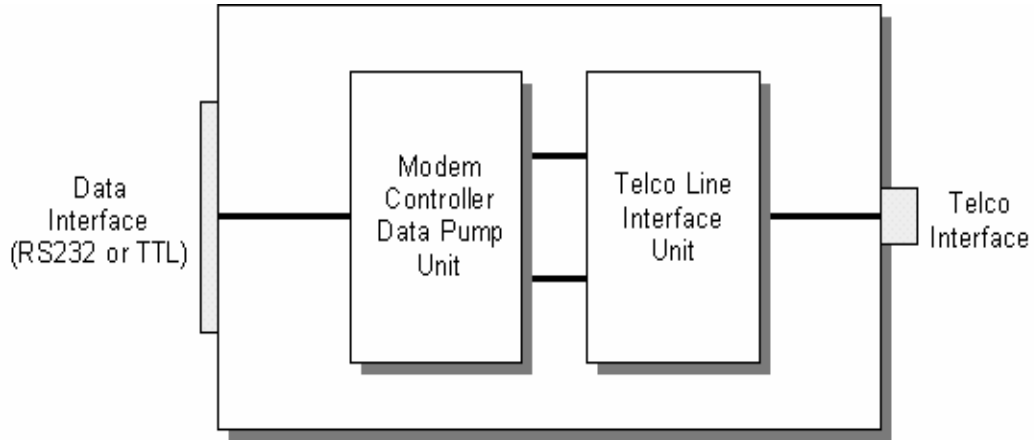 Data
Interface
(RS232 or TTL)
Modem
Controller
Data Pump
Unit
Telco Line
Interface
Unit
Telco
Interface